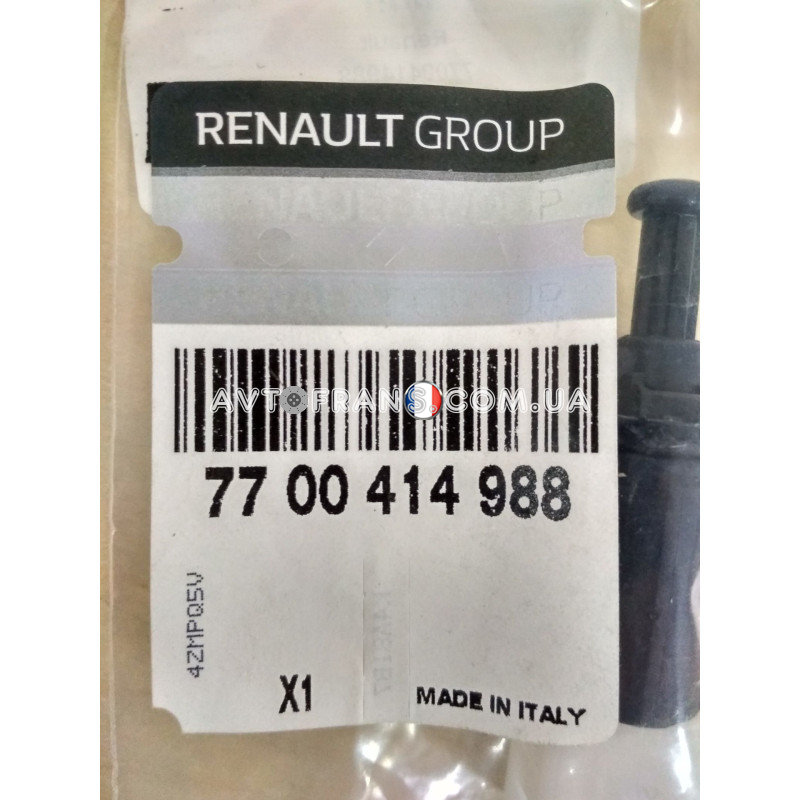 RENAULT GROUP
AVTOFRANS.COM.UA
77 00 414 988
4ZMPQ5V
X1
MADE IN ITALY